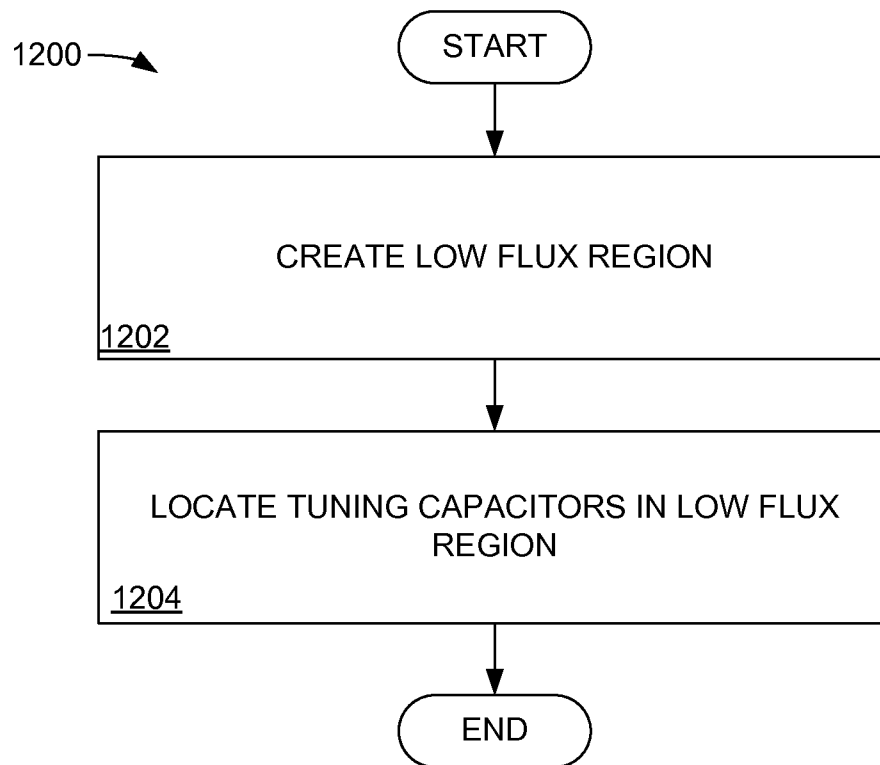 1200
START
CREATE LOW FLUX REGION
1202
LOCATE TUNING CAPACITORS IN LOW FLUX
REGION
1204
END